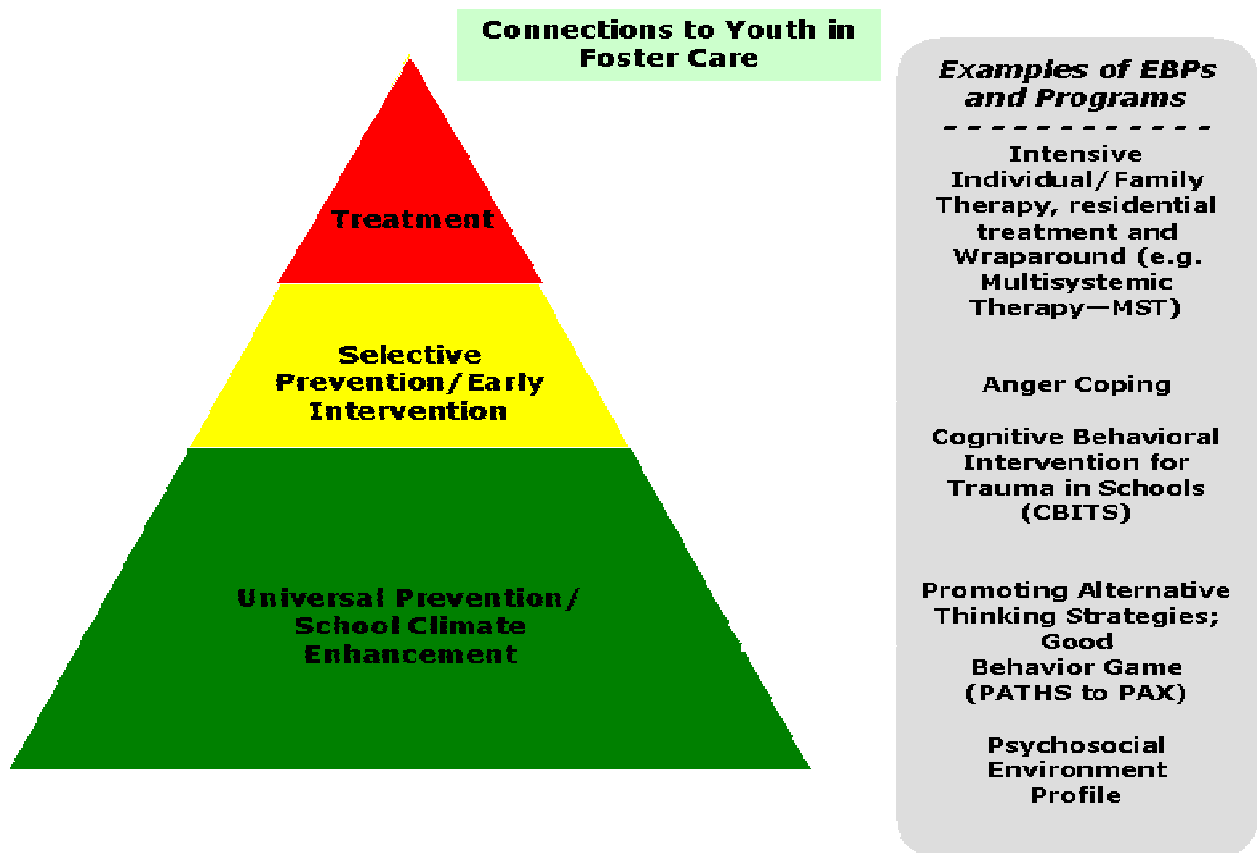 Connections to Youth in
Foster Care
Treatment
Selective
Prevention/Early
Intervention
Universal Prevention/
School Climate
Enhancement
Examples of EBPs
and Programs
- - - - - - - - - - - -
Intensive
Individual/Family
Therapy, residential
treatment and
Wraparound (e.g.
Multisystemic
Therapy—MST)
Anger Coping
Cognitive Behavioral
Intervention for
Trauma in Schools
(CBITS)
Promoting Alternative
Thinking Strategies;
Good
Behavior Game
(PATHS to PAX)
Psychosocial
Environment
Profile